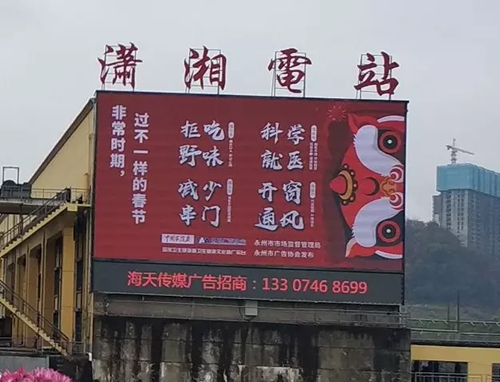 潇湘電站
非常时期,
过不一样的春节
拒吃
野味
减少
串门
科学
就医
开窗
通风
永州市市场监督管理局
永州市广告协会发布
海天传媒广告招商:133 0746 8699